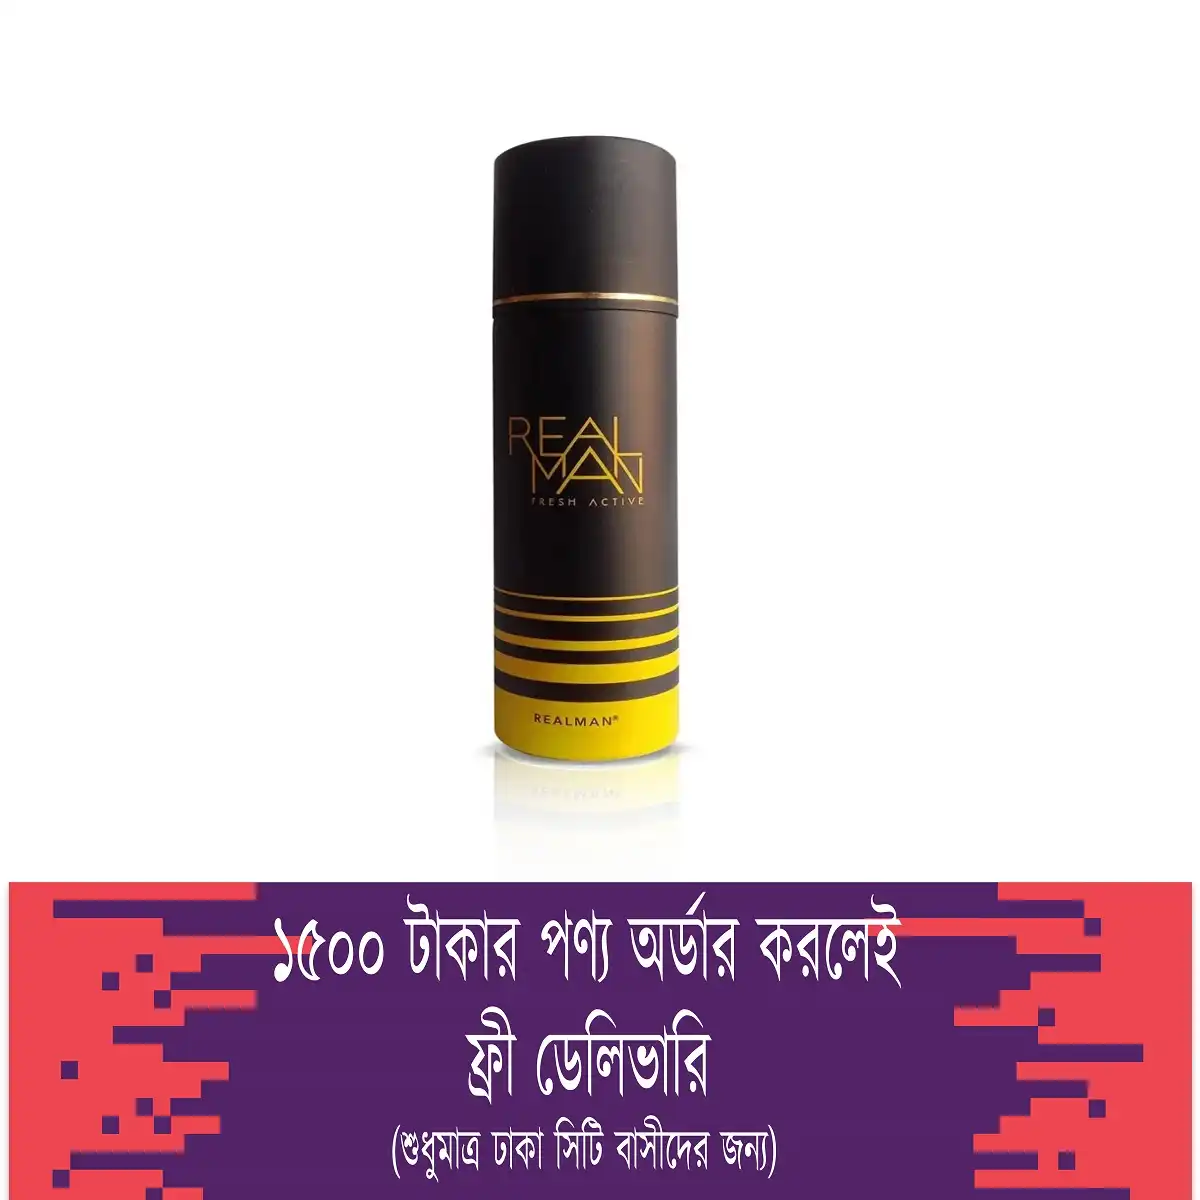 REAL
MAN
FRESH ACTIVE
REALMAN®
১৫০০ টাকার পণ্য অর্ডার করলেই
ফ্রী ডেলিভারি
(শুধুমাত্র ঢাকা সিটি বাসীদের জন্য)